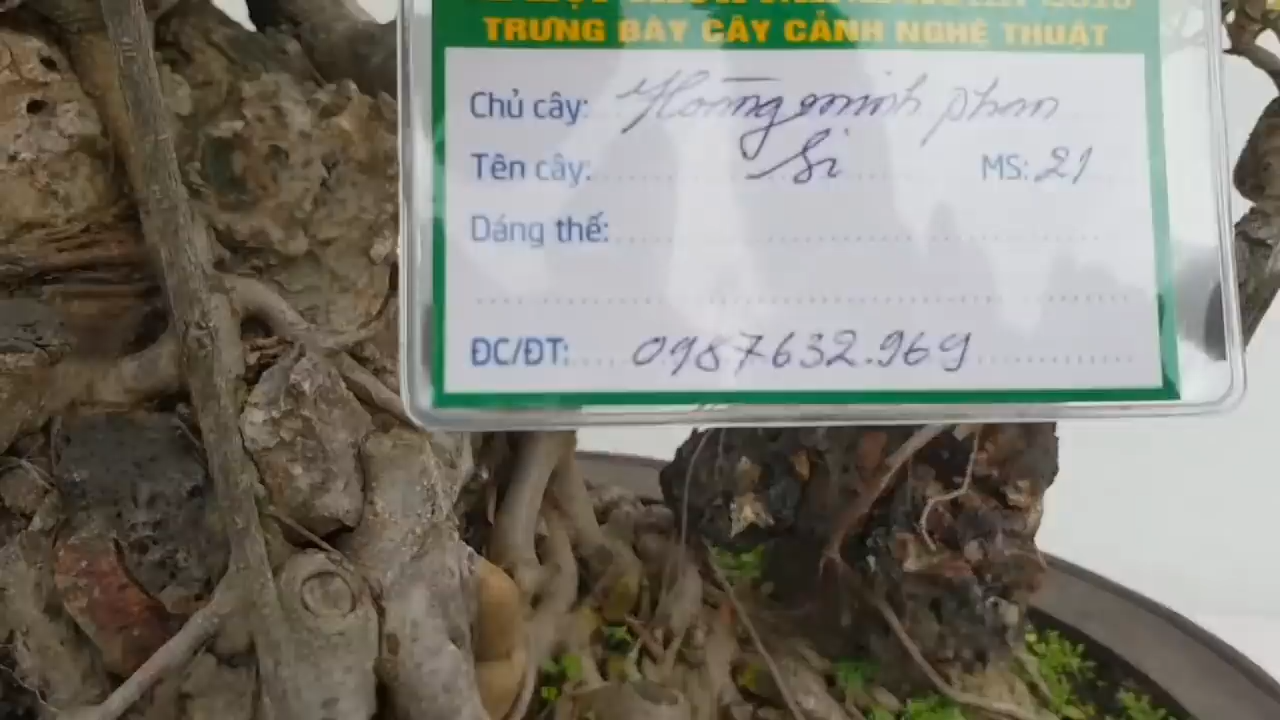 TRƯNG BÀY CÂY CẢNH NGHỆ THUẬT
Chủ cây: Hoàng minh phan
Tên cây: Si MS: 21
Dáng thế:
ĐC/ĐT: 0987632.969